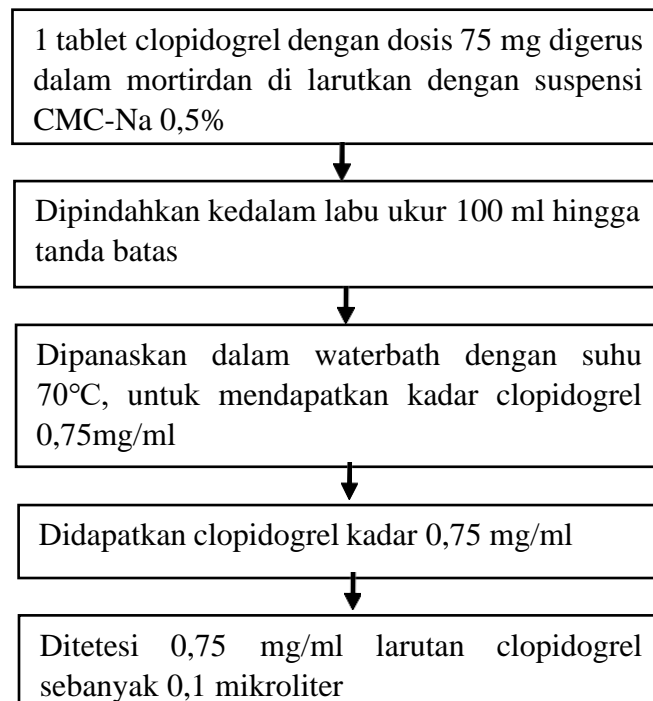 1 tablet clopidogrel dengan dosis 75 mg digerus
dalam mortirdan di larutkan dengan suspensi
CMC-Na 0,5%
Dipindahkan kedalam labu ukur 100 ml hingga
tanda batas
Dipanaskan dalam waterbath dengan suhu
70°C, untuk mendapatkan kadar clopidogrel
0,75mg/ml
Didapatkan clopidogrel kadar 0,75 mg/ml
Ditetesi 0,75 mg/ml larutan clopidogrel
sebanyak 0,1 mikroliter